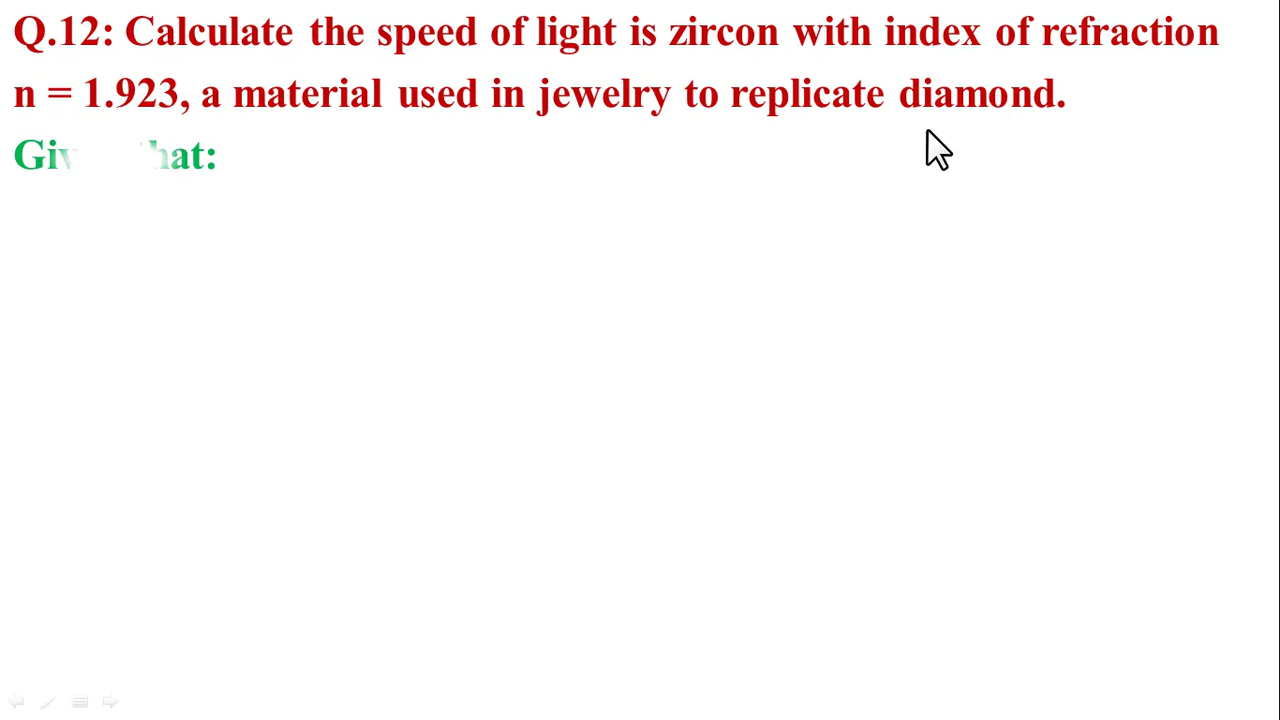 Q.12: Calculate the speed of light is zircon with index of refraction
n = 1.923, a material used in jewelry to replicate diamond.